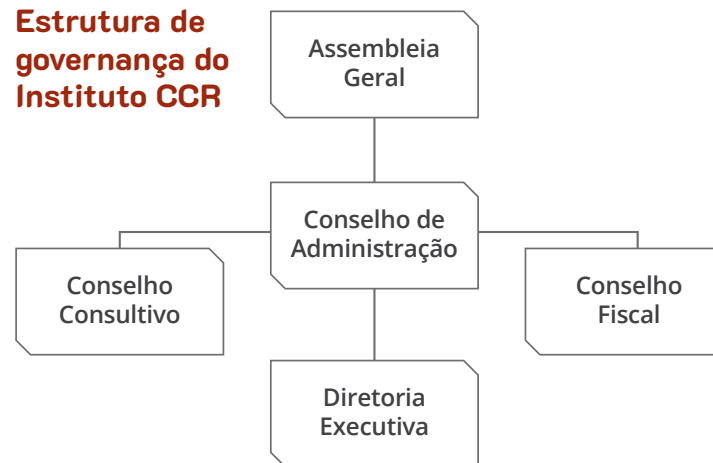 Estrutura de
governança do
Instituto CCR
Assembleia
Geral
Conselho de
Administração
Conselho
Consultivo
Conselho
Fiscal
Diretoria
Executiva